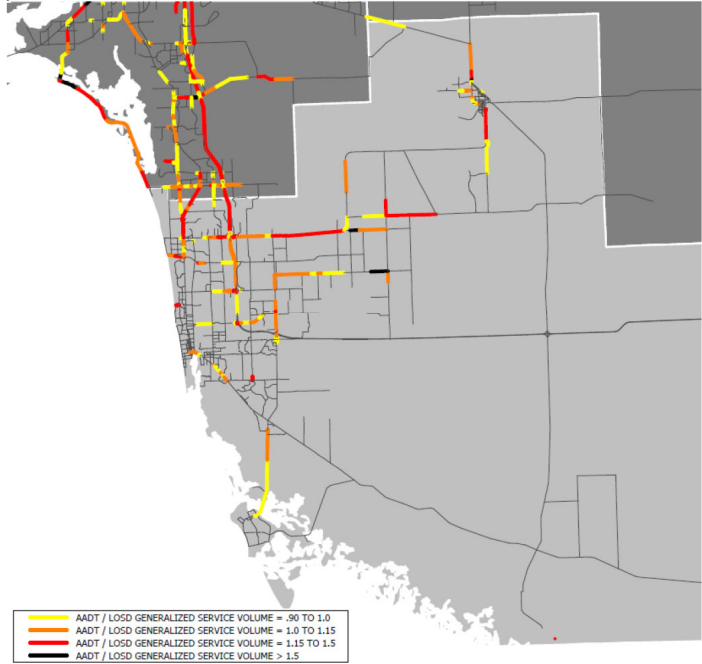 AADT / LOSD GENERALIZED SERVICE VOLUME = .90 TO 1.0
AADT / LOSD GENERALIZED SERVICE VOLUME = 1.0 TO 1.15
AADT / LOSD GENERALIZED SERVICE VOLUME = 1.15 TO 1.5
AADT / LOSD GENERALIZED SERVICE VOLUME > 1.5